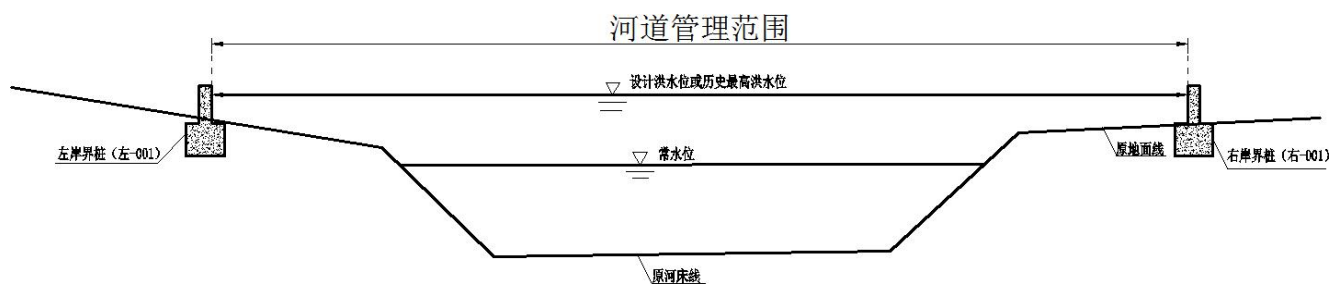 河道管理范围
设计洪水位或历史最高洪水位
常水位
左岸界桩（左-001）
原地面线
右岸界桩（右-001）
原河床线